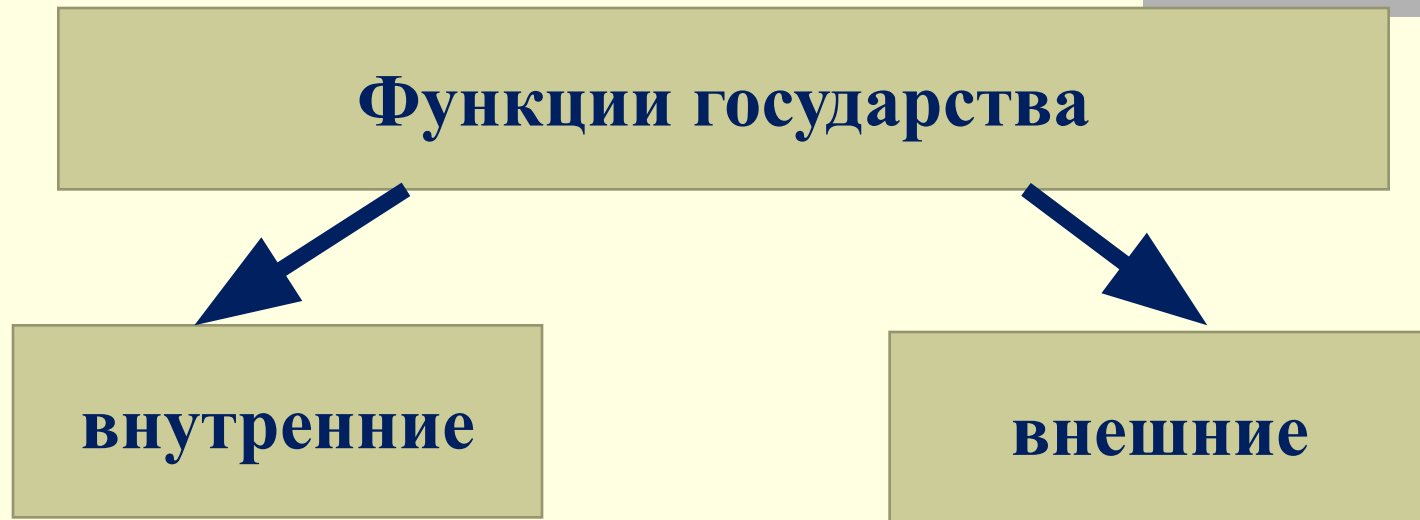 Функции государства
внутренние
внешние